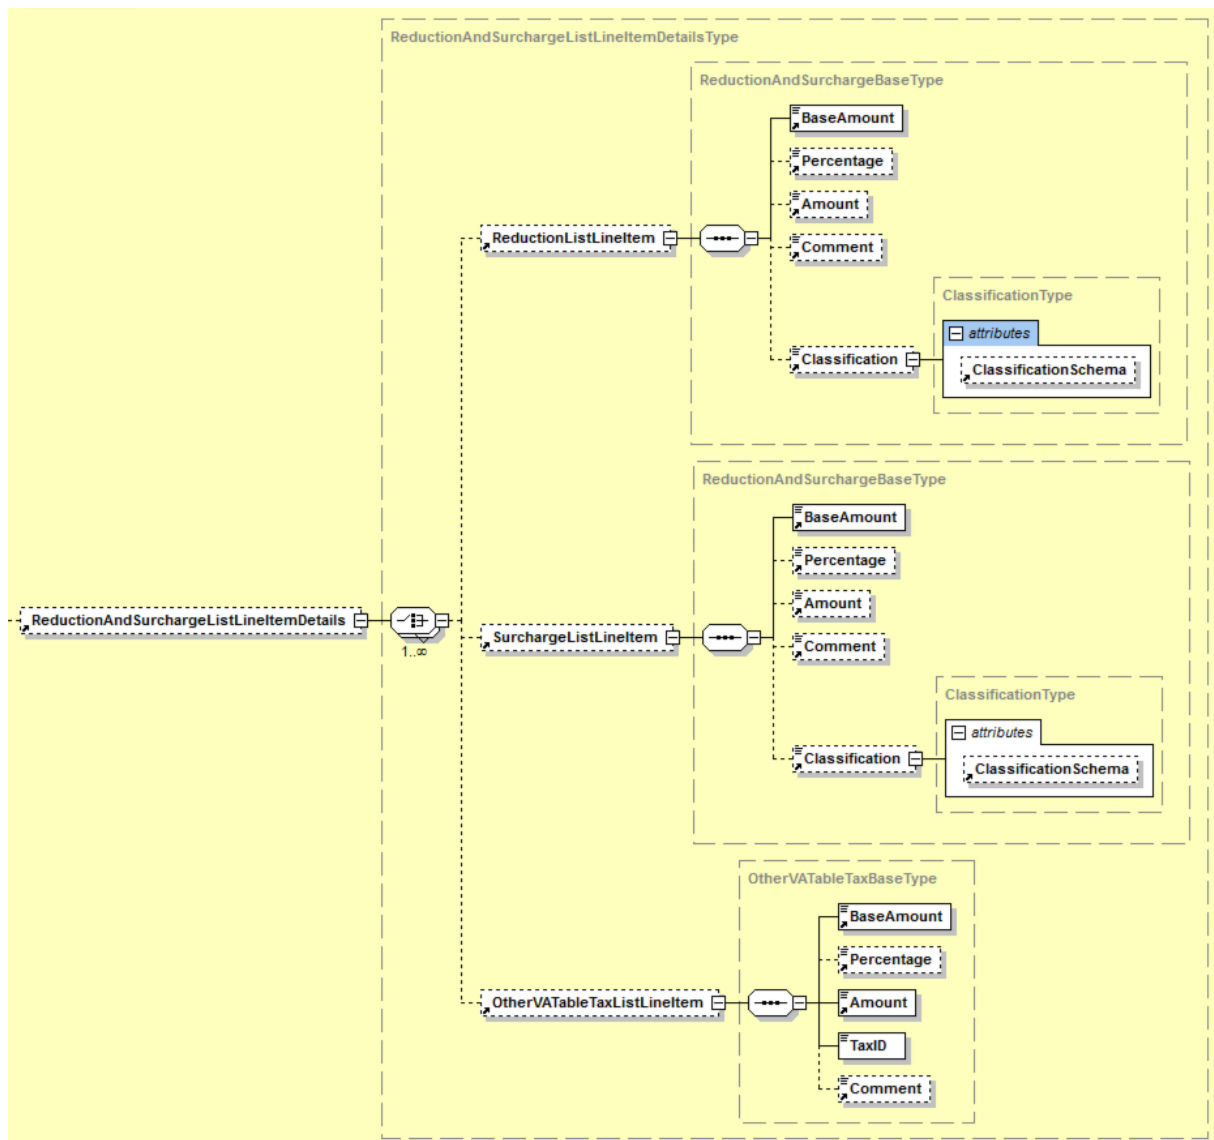 ReductionAndSurchargeListLineItemDetailsType
ReductionAndSurchargeBaseType
BaseAmount
Percentage
Amount
ReductionListLineItem
Comment
ClassificationType
attributes
Classification
ClassificationSchema
ReductionAndSurchargeBaseType
BaseAmount
Percentage
Amount
ReductionAndSurchargeListLineItemDetails
1..∞
SurchargeListLineItem
Comment
ClassificationType
attributes
Classification
ClassificationSchema
OtherVATableTaxBaseType
BaseAmount
Percentage
OtherVATableTaxListLineItem
Amount
TaxID
Comment